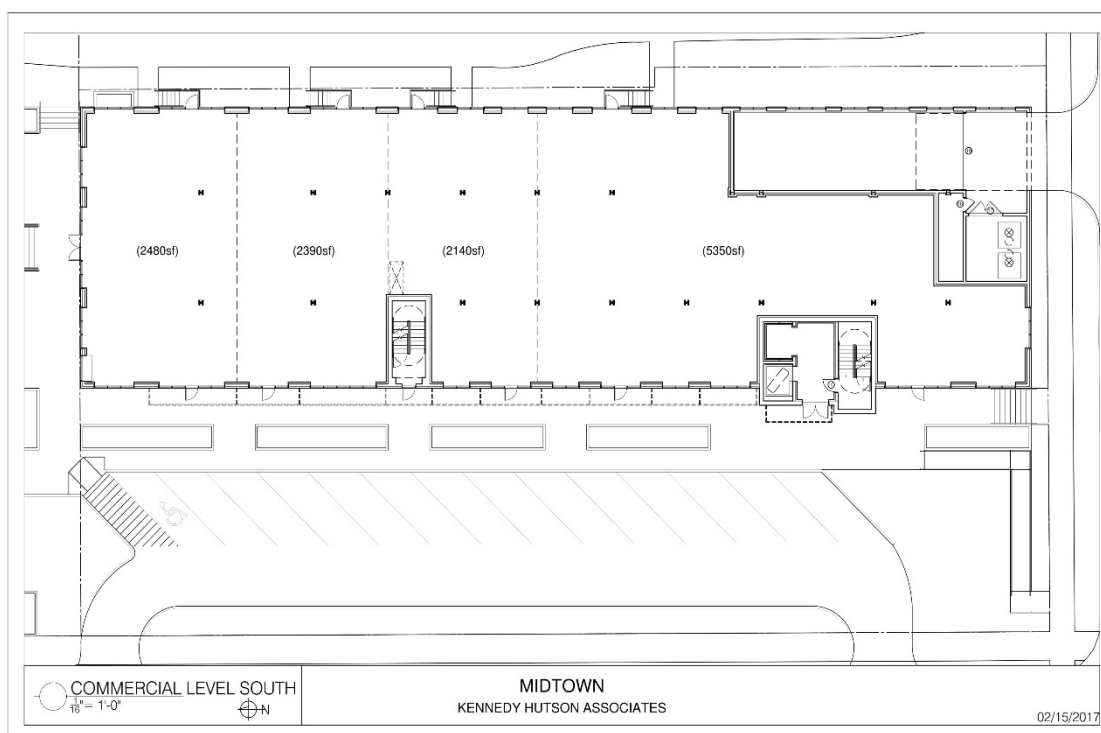 (2480sf)
(2390sf)
(2140sf)
(5350sf)
COMMERCIAL LEVEL SOUTH
1/16" = 1'-0"
N
MIDTOWN
KENNEDY HUTSON ASSOCIATES
02/15/2017